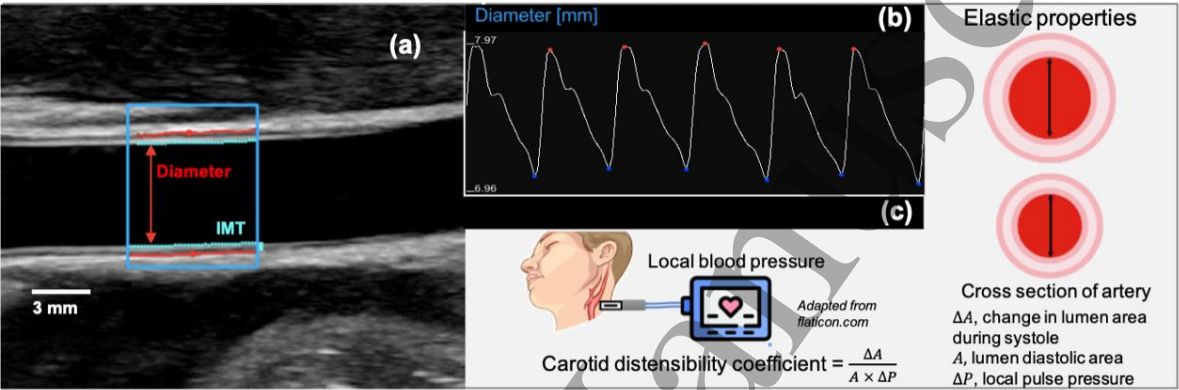 (a)
Diameter
IMT
3 mm
Diameter [mm]
(b)
7.97
6.96
(c)
Local blood pressure
Adapted from
flaticon.com
Carotid distensibility coefficient = ΔA / A × ΔP
Elastic properties
Cross section of artery
ΔA, change in lumen area
during systole
A, lumen diastolic area
ΔP, local pulse pressure